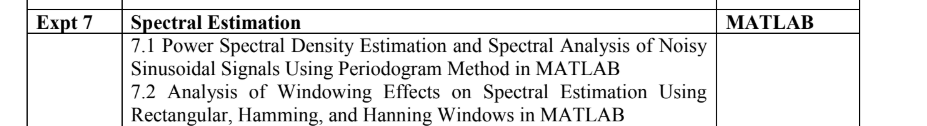 Expt 7 Spectral Estimation MATLAB
7.1 Power Spectral Density Estimation and Spectral Analysis of Noisy
Sinusoidal Signals Using Periodogram Method in MATLAB
7.2 Analysis of Windowing Effects on Spectral Estimation Using
Rectangular, Hamming, and Hanning Windows in MATLAB